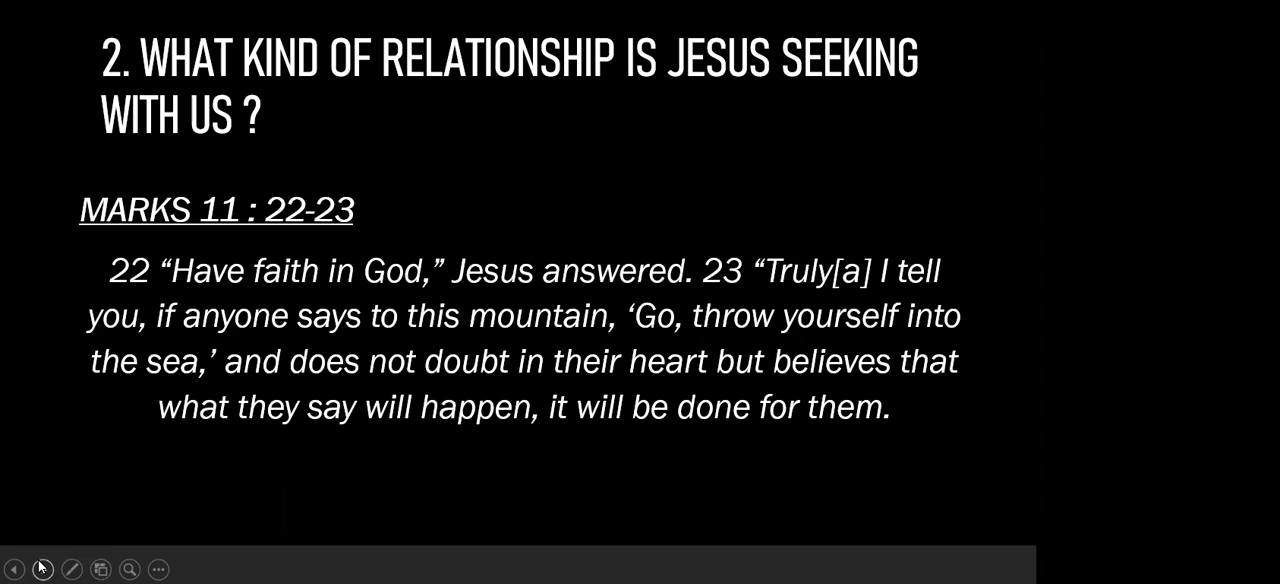 2. WHAT KIND OF RELATIONSHIP IS JESUS SEEKING
WITH US ?
MARKS 11 : 22-23
22 “Have faith in God,” Jesus answered. 23 “Truly[a] I tell
you, if anyone says to this mountain, ‘Go, throw yourself into
the sea,’ and does not doubt in their heart but believes that
what they say will happen, it will be done for them.